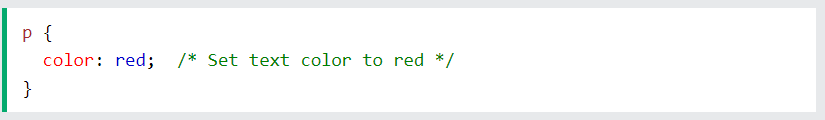 p {
  color: red;  /* Set text color to red */
}